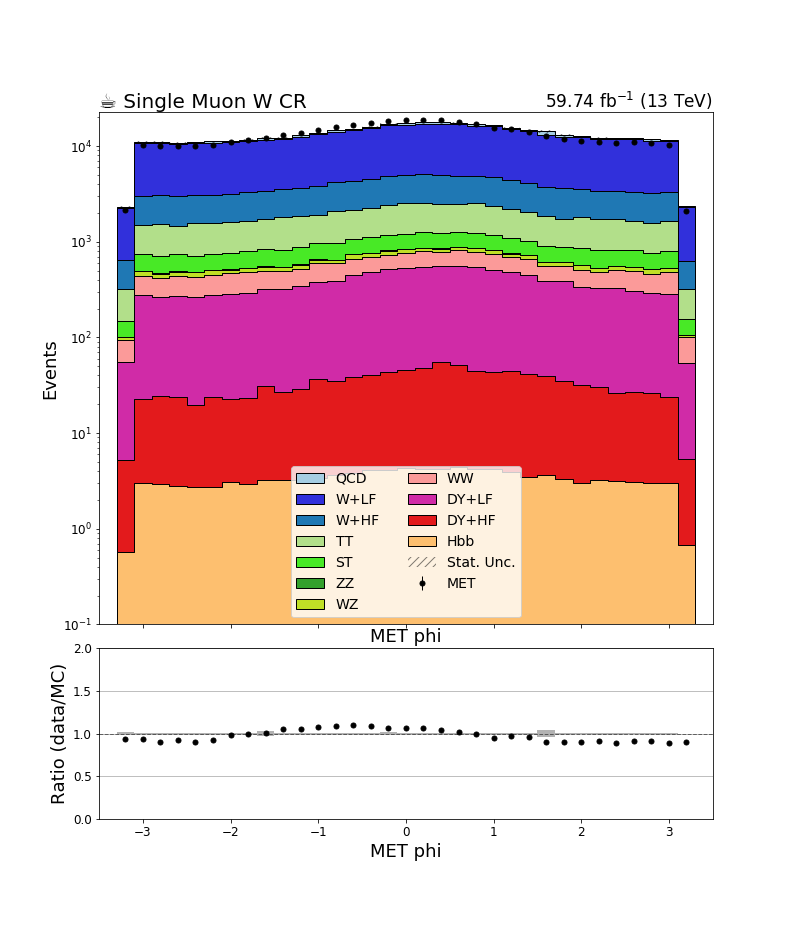 ☕ Single Muon W CR 59.74 fb⁻¹ (13 TeV)
Events
10⁴
10³
10²
10¹
10⁰
10⁻¹
QCD WW
W+LF DY+LF
W+HF DY+HF
TT Hbb
ST Stat. Unc.
ZZ MET
WZ
MET phi
Ratio (data/MC)
2.0
1.5
1.0
0.5
0.0
−3 −2 −1 0 1 2 3
MET phi